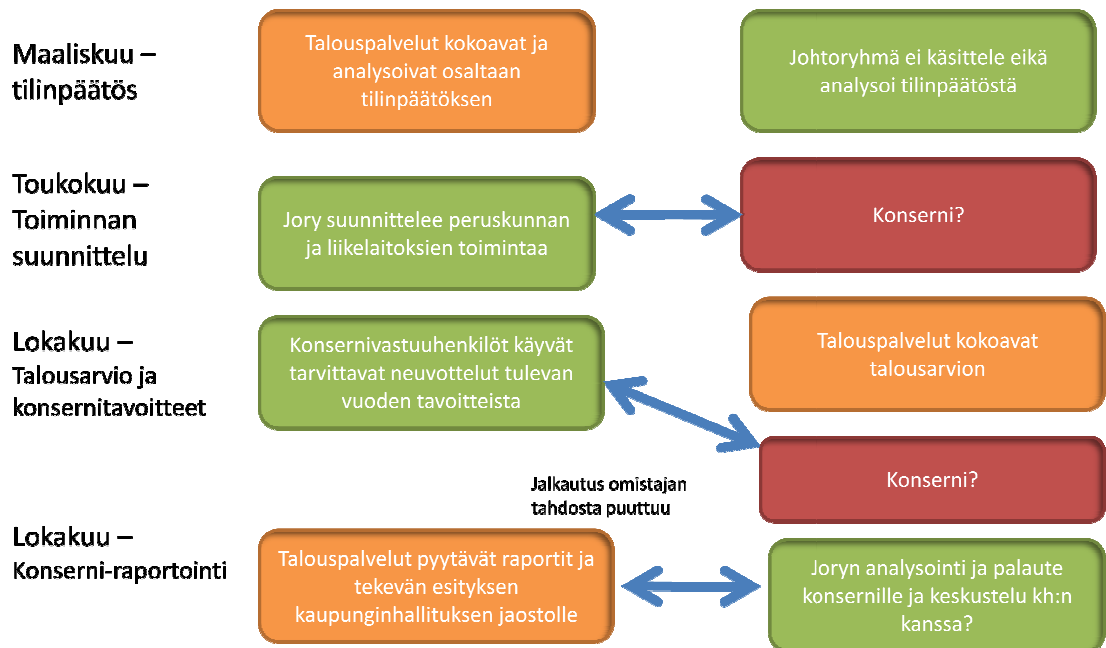 Maaliskuu –
tilinpäätös
Talouspalvelut kokoavat ja
analysoivat osaltaan
tilinpäätöksen
Johtoryhmä ei käsittele eikä
analysoi tilinpäätöstä
Toukokuu –
Toiminnan
suunnittelu
Jory suunnittelee peruskunnan
ja liikelaitoksien toimintaa
Konserni?
Lokakuu –
Talousarvio ja
konsernitavoitteet
Konsernivastuuhenkilöt käyvät
tarvittavat neuvottelut tulevan
vuoden tavoitteista
Talouspalvelut kokoavat
talousarvion
Konserni?
Jalkautus omistajan
tahdosta puuttuu
Lokakuu –
Konserni-raportointi
Talouspalvelut pyytävät raportit ja
tekevän esityksen
kaupunginhallituksen jaostolle
Joryn analysointi ja palaute
konsernille ja keskustelu kh:n
kanssa?